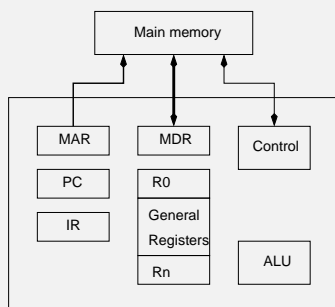 Main memory
MAR
MDR
Control
PC
R0
IR
General
Registers
Rn
ALU